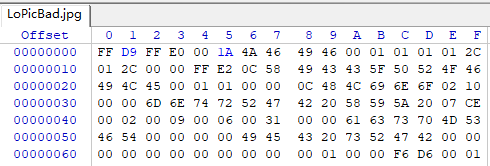 LoPicBad.jpg
Offset 0 1 2 3 4 5 6 7 8 9 A B C D E F
00000000 FF D9 FF E0 00 1A 4A 46 49 46 00 01 01 01 01 2C
00000010 01 2C 00 00 FF E2 0C 58 49 43 43 5F 50 52 4F 46
00000020 49 4C 45 00 01 01 00 00 0C 48 4C 69 6E 6F 02 10
00000030 00 00 6D 6E 74 72 52 47 42 20 58 59 5A 20 07 CE
00000040 00 02 00 09 00 06 00 31 00 00 61 63 73 70 4D 53
00000050 46 54 00 00 00 00 49 45 43 20 73 52 47 42 00 00
00000060 00 00 00 00 00 00 00 00 01 00 00 F6 D6 00 01